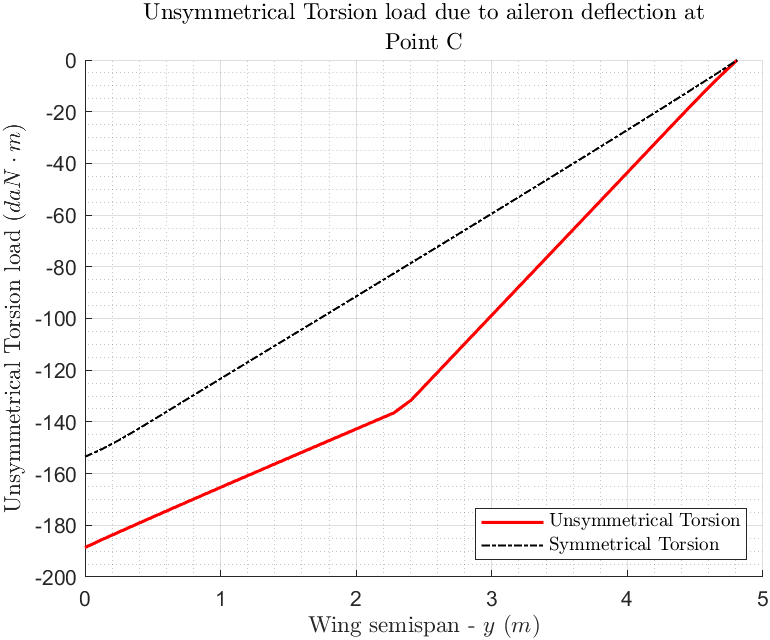 Unsymmetrical Torsion load due to aileron deflection at
Point C
Unsymmetrical Torsion load (daN · m)
0
-20
-40
-60
-80
-100
-120
-140
-160
-180
-200
0 1 2 3 4 5
Wing semispan - y (m)
Unsymmetrical Torsion
Symmetrical Torsion